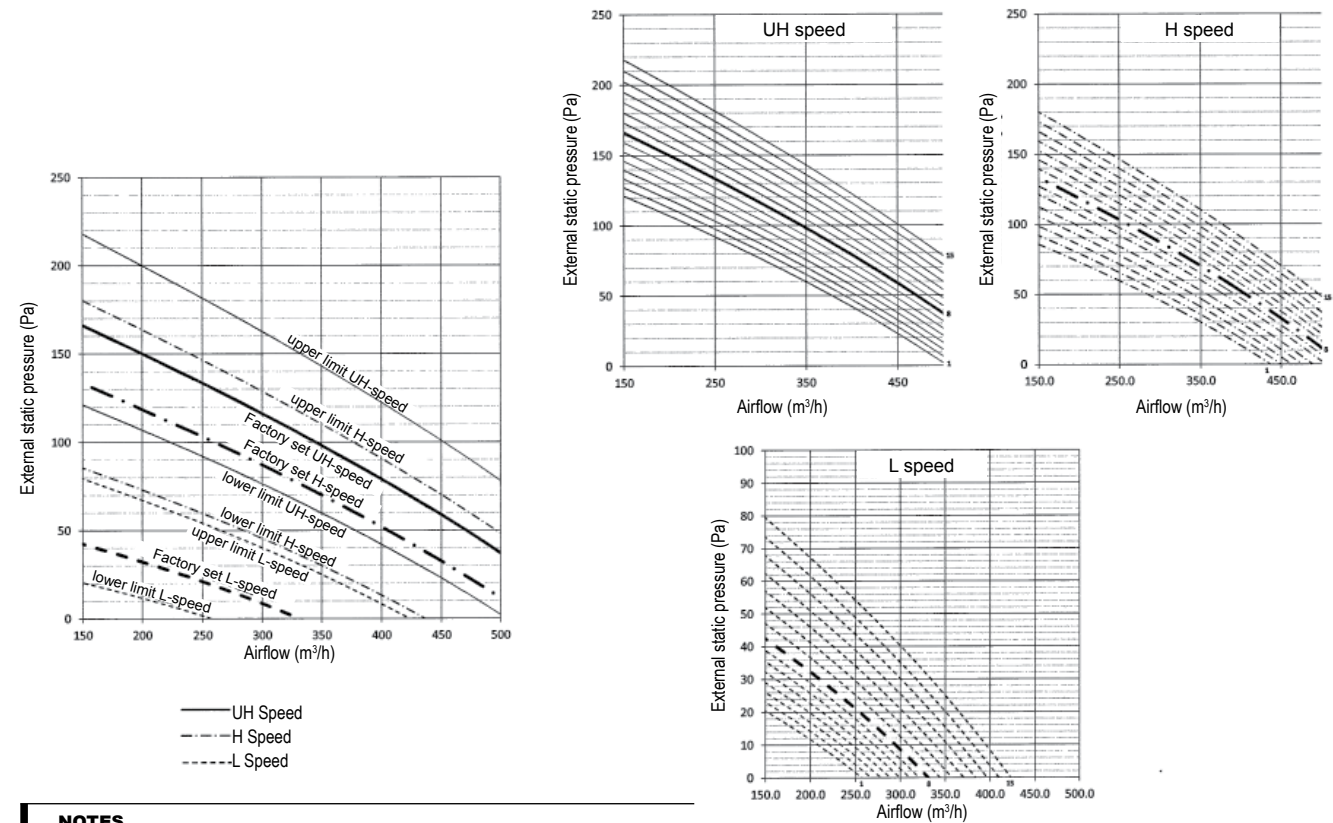 250
200
150
100
50
0
External static pressure (Pa)
upper limit UH-speed
upper limit H-speed
Factory set UH-speed
Factory set H-speed
lower limit UH-speed
lower limit H-speed
upper limit L-speed
Factory set L-speed
lower limit L-speed
150 200 250 300 350 400 450 500
Airflow (m³/h)
UH Speed
H Speed
L Speed
UH speed
250
200
150
100
50
0
External static pressure (Pa)
15
8
1
150 250 350 450
Airflow (m³/h)
H speed
250
200
150
100
50
0
External static pressure (Pa)
15
8
1
150.0 250.0 350.0 450.0
Airflow (m³/h)
L speed
100
90
80
70
60
50
40
30
20
10
0
External static pressure (Pa)
1 8 15
150.0 200.0 250.0 300.0 350.0 400.0 450.0 500.0
Airflow (m³/h)
NOTES